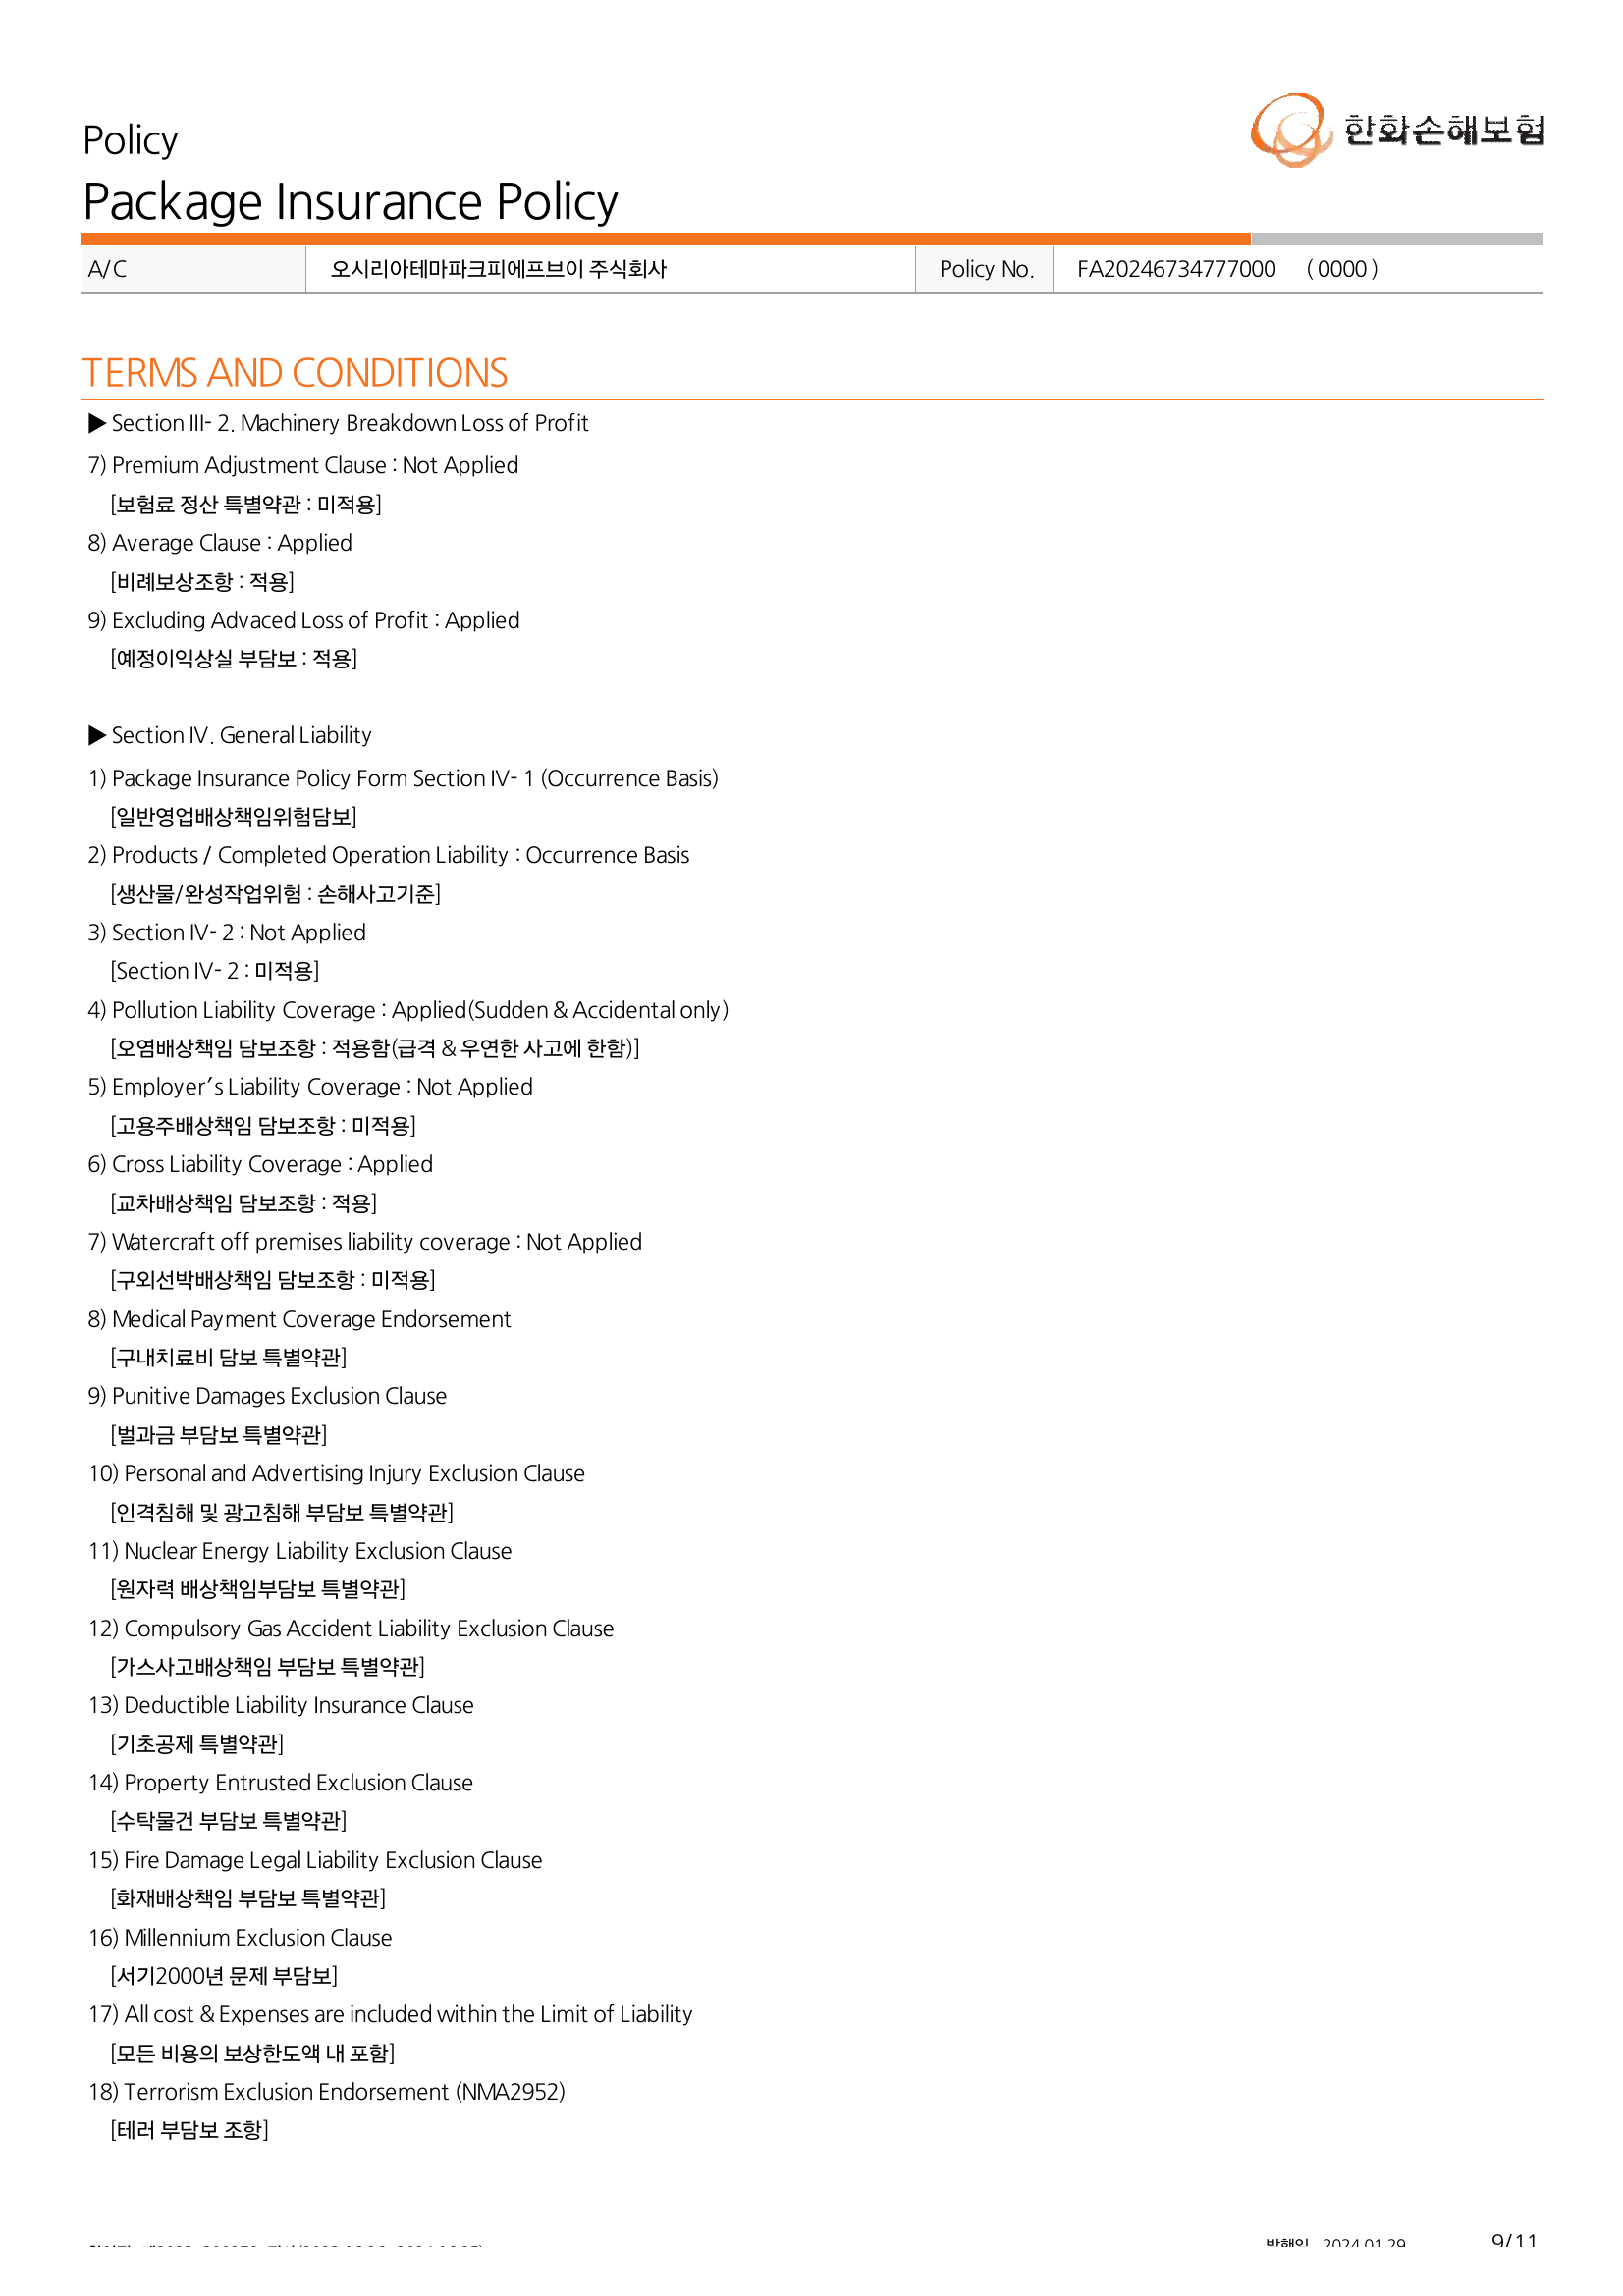 한화손해보험
Policy
Package Insurance Policy
A/C 오시리아테마파크피에프브이 주식회사 Policy No. FA20246734777000 ( 0000 )
TERMS AND CONDITIONS
▶ Section III- 2. Machinery Breakdown Loss of Profit
7) Premium Adjustment Clause : Not Applied
[보험료 정산 특별약관 : 미적용]
8) Average Clause : Applied
[비례보상조항 : 적용]
9) Excluding Advaced Loss of Profit : Applied
[예정이익상실 부담보 : 적용]
▶ Section IV. General Liability
1) Package Insurance Policy Form Section IV- 1 (Occurrence Basis)
[일반영업배상책임위험담보]
2) Products / Completed Operation Liability : Occurrence Basis
[생산물/완성작업위험 : 손해사고기준]
3) Section IV- 2 : Not Applied
[Section IV- 2 : 미적용]
4) Pollution Liability Coverage : Applied(Sudden & Accidental only)
[오염배상책임 담보조항 : 적용함(급격 & 우연한 사고에 한함)]
5) Employer's Liability Coverage : Not Applied
[고용주배상책임 담보조항 : 미적용]
6) Cross Liability Coverage : Applied
[교차배상책임 담보조항 : 적용]
7) Watercraft off premises liability coverage : Not Applied
[구외선박배상책임 담보조항 : 미적용]
8) Medical Payment Coverage Endorsement
[구내치료비 담보 특별약관]
9) Punitive Damages Exclusion Clause
[벌과금 부담보 특별약관]
10) Personal and Advertising Injury Exclusion Clause
[인격침해 및 광고침해 부담보 특별약관]
11) Nuclear Energy Liability Exclusion Clause
[원자력 배상책임부담보 특별약관]
12) Compulsory Gas Accident Liability Exclusion Clause
[가스사고배상책임 부담보 특별약관]
13) Deductible Liability Insurance Clause
[기초공제 특별약관]
14) Property Entrusted Exclusion Clause
[수탁물건 부담보 특별약관]
15) Fire Damage Legal Liability Exclusion Clause
[화재배상책임 부담보 특별약관]
16) Millennium Exclusion Clause
[서기2000년 문제 부담보]
17) All cost & Expenses are included within the Limit of Liability
[모든 비용의 보상한도액 내 포함]
18) Terrorism Exclusion Endorsement (NMA2952)
[테러 부담보 조항]
발행일 2024.01.29 9/11